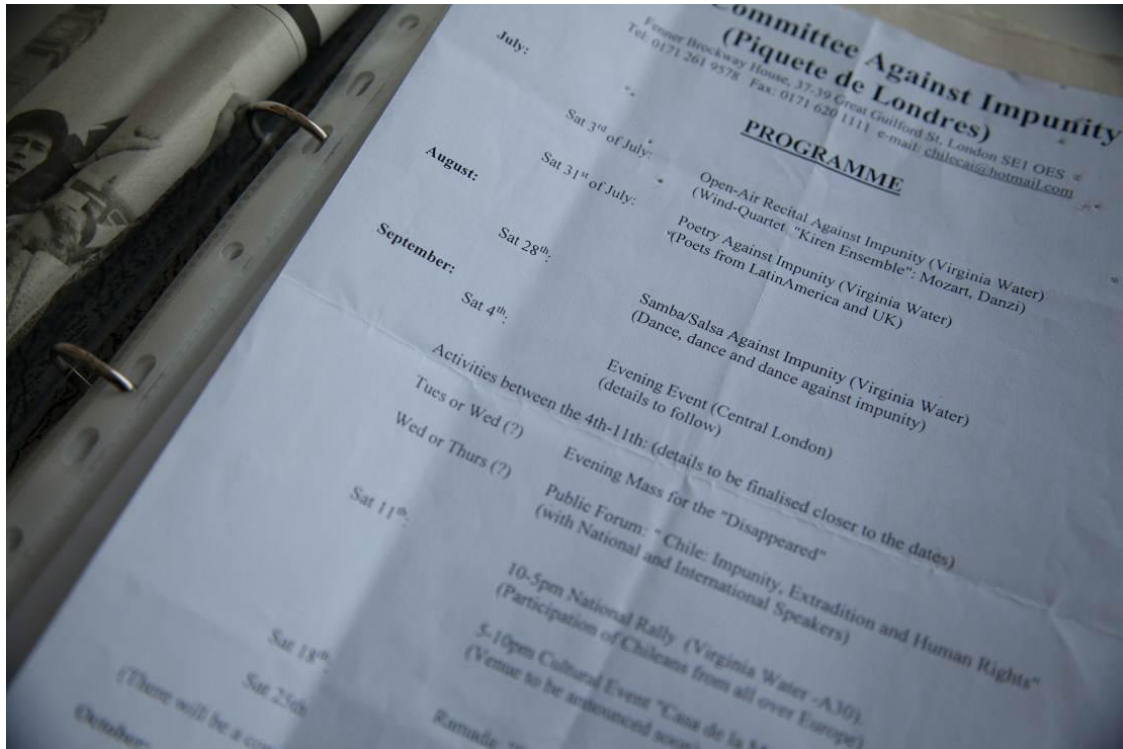 Committee Against Impunity
(Piquete de Londres)
Fenner Brockway House, 37-39 Great Guilford St, London SE1 OES
Tel: 0171 261 9578 Fax: 0171 620 1111 e-mail: chilecai@hotmail.com
PROGRAMME
July:
Sat 3rd of July: Open-Air Recital Against Impunity (Virginia Water)
(Wind-Quartet "Kiren Ensemble": Mozart, Danzi)
Sat 31st of July: Poetry Against Impunity (Virginia Water)
"(Poets from LatinAmerica and UK)
August:
Sat 28th: Samba/Salsa Against Impunity (Virginia Water)
(Dance, dance and dance against impunity)
September:
Sat 4th: Evening Event (Central London)
(details to follow)
Activities between the 4th-11th: (details to be finalised closer to the dates)
Tues or Wed (?) Evening Mass for the "Disappeared"
Wed or Thurs (?) Public Forum: " Chile: Impunity, Extradition and Human Rights"
(with National and International Speakers)
Sat 11th: 10-5pm National Rally (Virginia Water -A30)
(Participation of Chileans from all over Europe)
5-10pm Cultural Event "Casa de la
(Venue to be announced soon)
Sat 18th
Sat 25th
(There will be a
October: